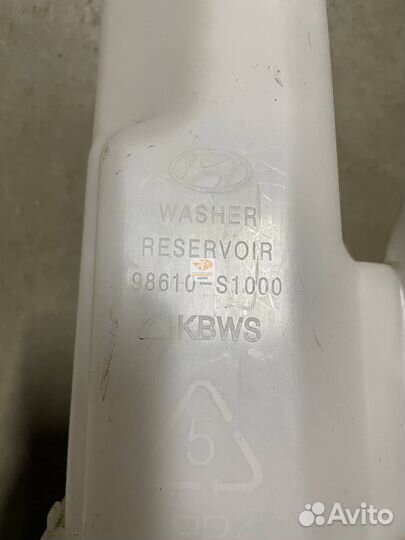 WASHER
RESERVOIR
98610-S1000
KBWS
5
Avito